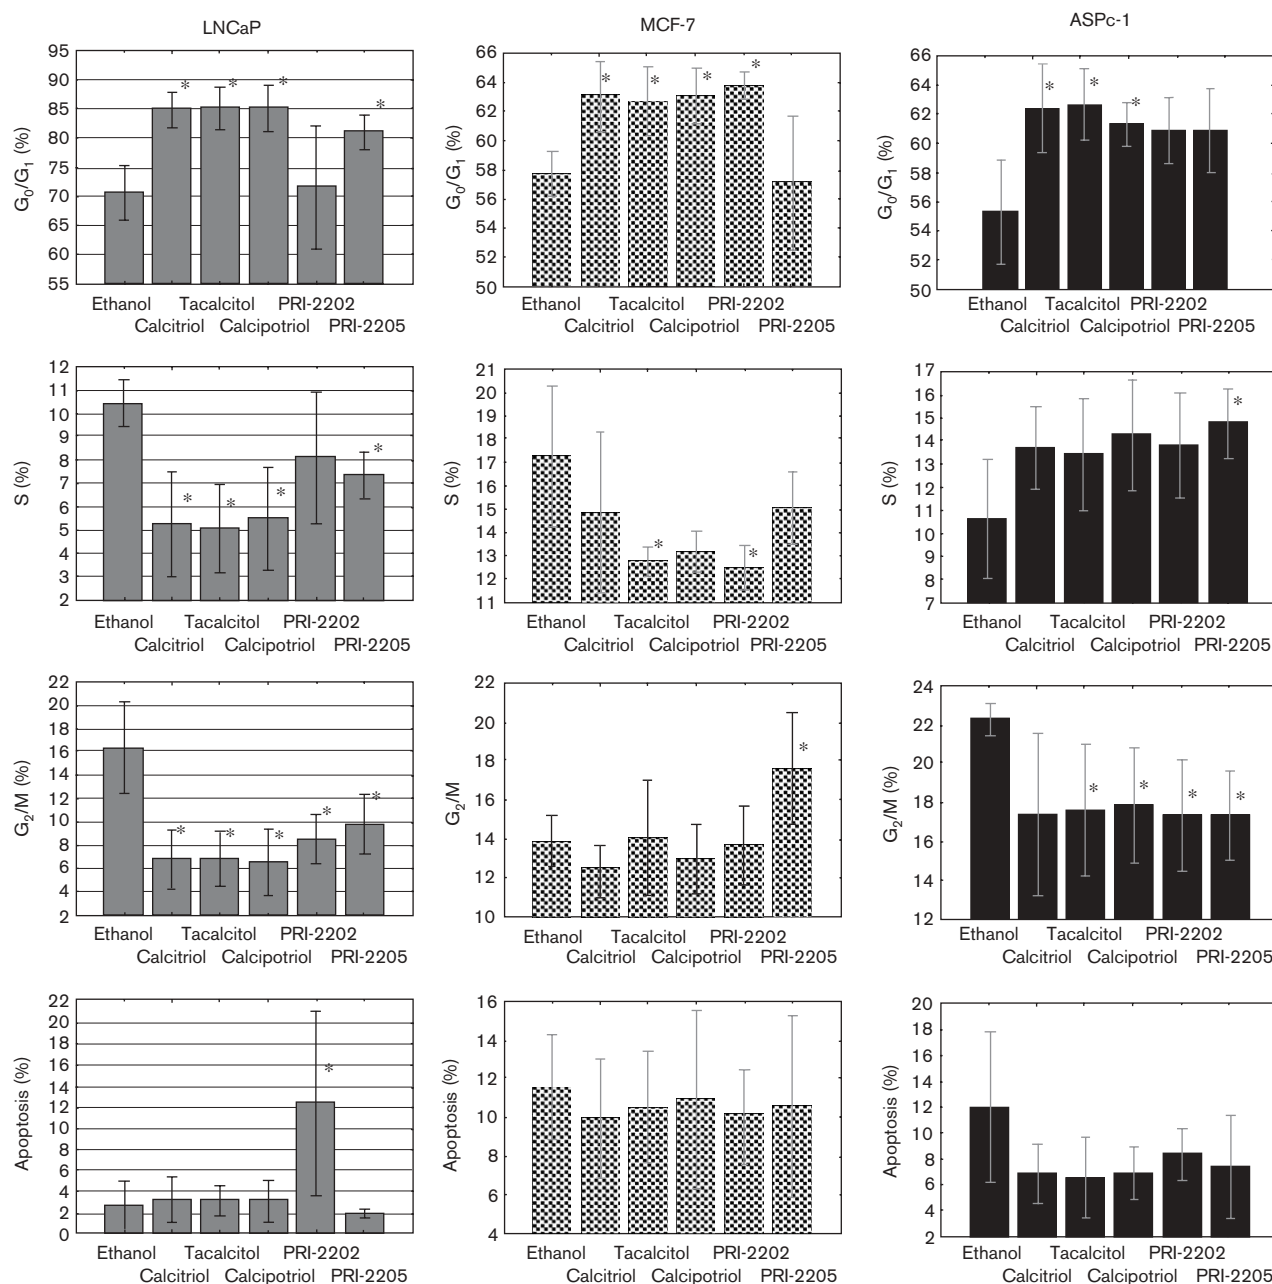 LNCaP
MCF-7
ASPc-1
G0/G1 (%)
95
90
85
80
75
70
65
60
55
* * * *
Ethanol Tacalcitol PRI-2202
Calcitriol Calcipotriol PRI-2205
G0/G1 (%)
66
64
62
60
58
56
54
52
50
* * * *
Ethanol Tacalcitol PRI-2202
Calcitriol Calcipotriol PRI-2205
G0/G1 (%)
66
64
62
60
58
56
54
52
50
* * *
Ethanol Tacalcitol PRI-2202
Calcitriol Calcipotriol PRI-2205
S (%)
12
11
10
9
8
7
6
5
4
3
2
* * * *
Ethanol Tacalcitol PRI-2202
Calcitriol Calcipotriol PRI-2205
S (%)
21
20
19
18
17
16
15
14
13
12
11
* *
Ethanol Tacalcitol PRI-2202
Calcitriol Calcipotriol PRI-2205
S (%)
17
16
15
14
13
12
11
10
9
8
7
*
Ethanol Tacalcitol PRI-2202
Calcitriol Calcipotriol PRI-2205
G2/M (%)
22
20
18
16
14
12
10
8
6
4
2
* * * * *
Ethanol Tacalcitol PRI-2202
Calcitriol Calcipotriol PRI-2205
G2/M
22
20
18
16
14
12
10
*
Ethanol Tacalcitol PRI-2202
Calcitriol Calcipotriol PRI-2205
G2/M (%)
24
22
20
18
16
14
12
* * * *
Ethanol Tacalcitol PRI-2202
Calcitriol Calcipotriol PRI-2205
Apoptosis (%)
22
20
18
16
14
12
10
8
6
4
2
0
*
Ethanol Tacalcitol PRI-2202
Calcitriol Calcipotriol PRI-2205
Apoptosis (%)
16
14
12
10
8
6
4
Ethanol Tacalcitol PRI-2202
Calcitriol Calcipotriol PRI-2205
Apoptosis (%)
20
18
16
14
12
10
8
6
4
2
Ethanol Tacalcitol PRI-2202
Calcitriol Calcipotriol PRI-2205